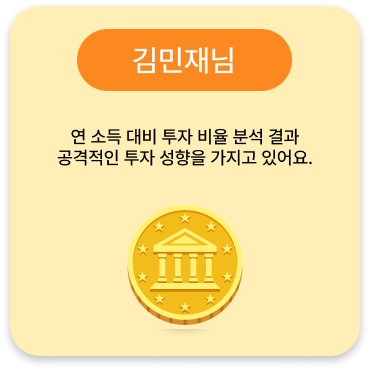 김민재님
연 소득 대비 투자 비율 분석 결과
공격적인 투자 성향을 가지고 있어요.